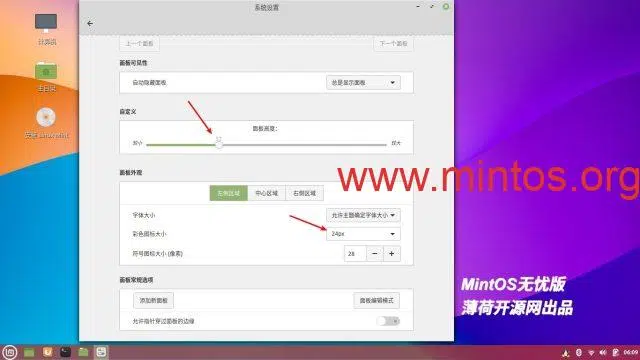 系统设置
计算机
主目录
安装 Linux Mint
上一个面板
下一个面板
面板可见性
自动隐藏面板
总是显示面板
自定义
面板高度:
较小
较大
面板外观
左侧区域
中心区域
右侧区域
字体大小
允许主题确定字体大小
彩色图标大小
24px
符号图标大小 (像素)
28
面板常规选项
添加新面板
面板编辑模式
允许指针穿过面板的边缘
www.mintos.org
MintOS无忧版
薄荷开源网出品
06:09